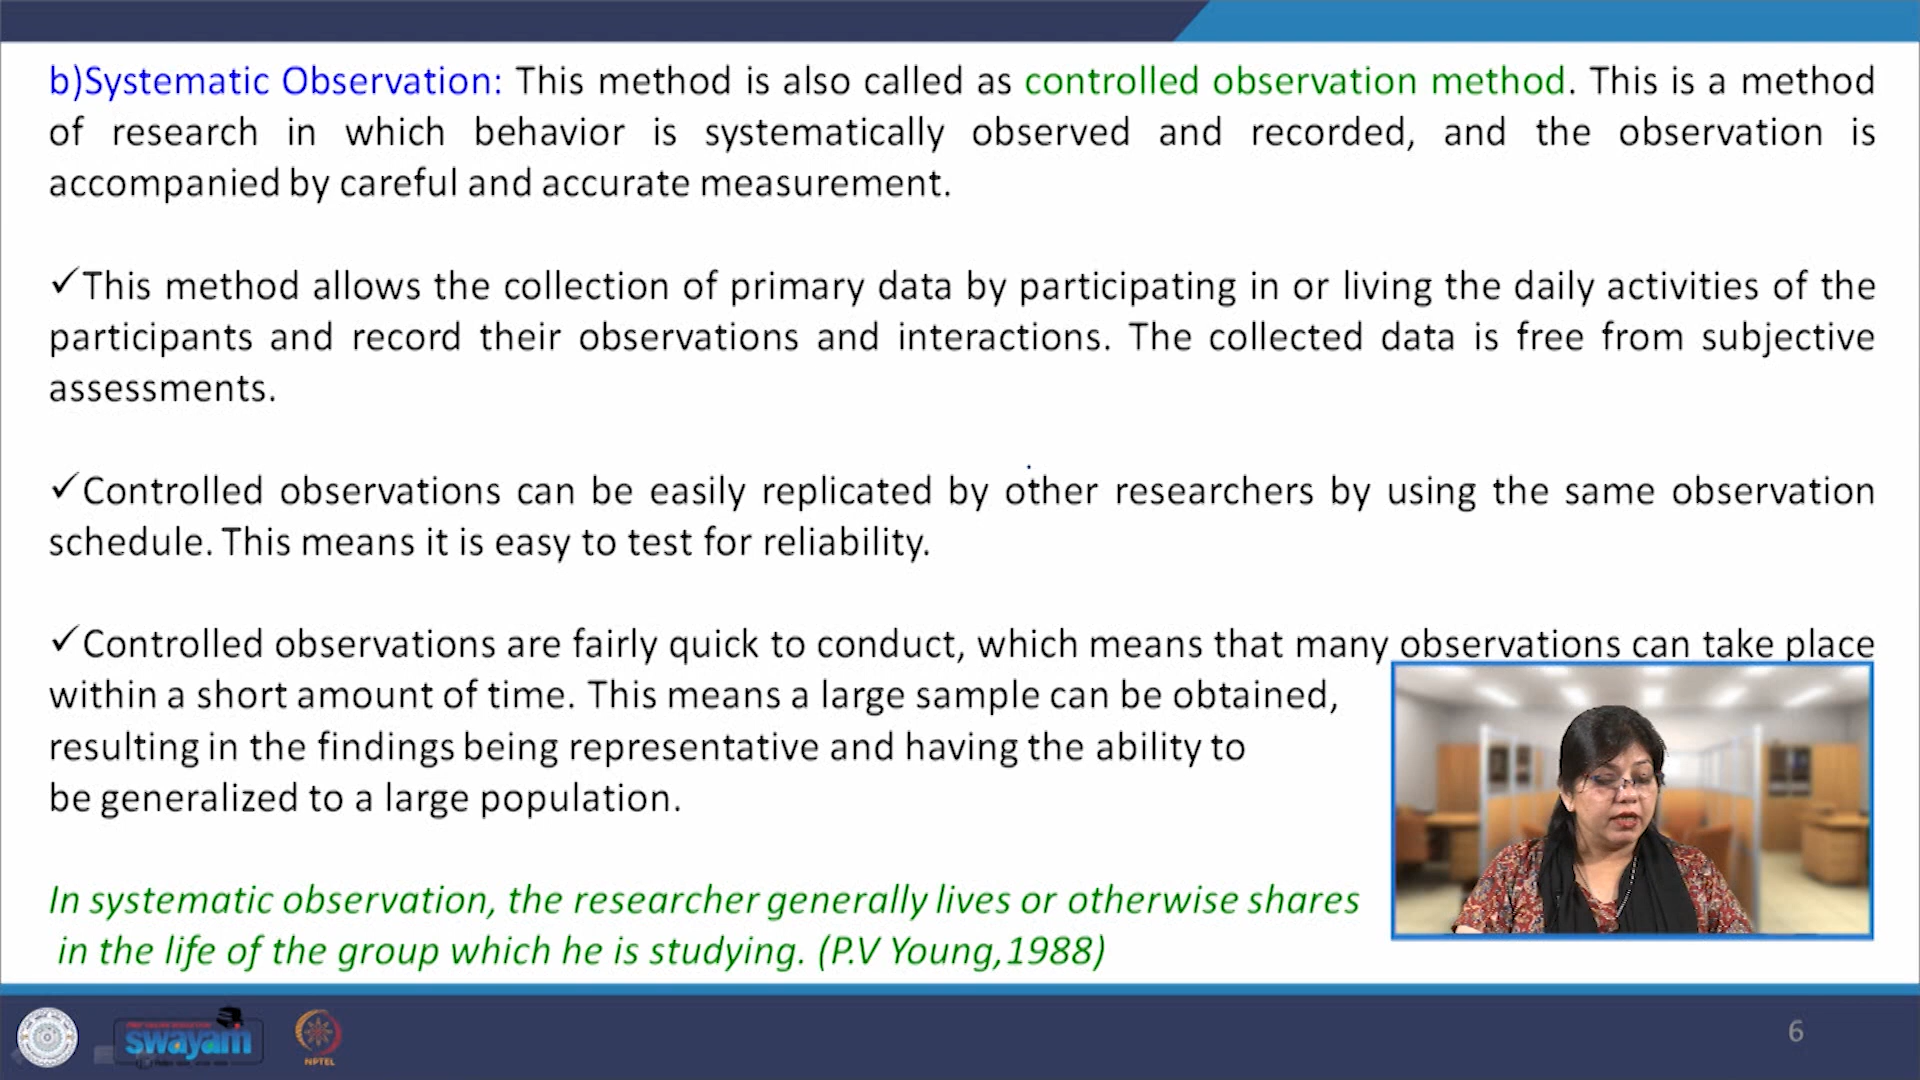 b)Systematic Observation: This method is also called as controlled observation method. This is a method
of research in which behavior is systematically observed and recorded, and the observation is
accompanied by careful and accurate measurement.
✓This method allows the collection of primary data by participating in or living the daily activities of the
participants and record their observations and interactions. The collected data is free from subjective
assessments.
✓Controlled observations can be easily replicated by other researchers by using the same observation
schedule. This means it is easy to test for reliability.
✓Controlled observations are fairly quick to conduct, which means that many observations can take place
within a short amount of time. This means a large sample can be obtained,
resulting in the findings being representative and having the ability to
be generalized to a large population.
In systematic observation, the researcher generally lives or otherwise shares
in the life of the group which he is studying. (P.V Young,1988)
swayam
NPTEL
6